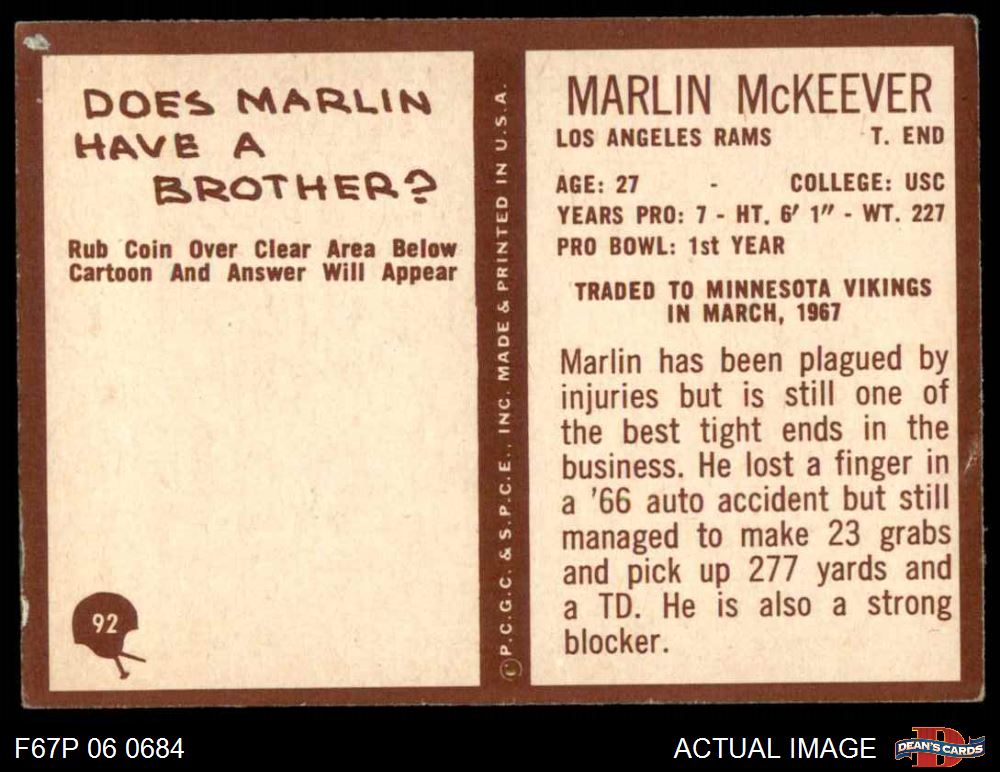 DOES MARLIN
HAVE A
BROTHER?
Rub Coin Over Clear Area Below
Cartoon And Answer Will Appear
92
©P.C.G.C. & S.P.C.E., INC. MADE & PRINTED IN U.S.A.
MARLIN McKEEVER
LOS ANGELES RAMS T. END
AGE: 27 - COLLEGE: USC
YEARS PRO: 7 - HT. 6′ 1″ - WT. 227
PRO BOWL: 1st YEAR
TRADED TO MINNESOTA VIKINGS
IN MARCH, 1967
Marlin has been plagued by
injuries but is still one of
the best tight ends in the
business. He lost a finger in
a '66 auto accident but still
managed to make 23 grabs
and pick up 277 yards and
a TD. He is also a strong
blocker.
F67P 06 0684
ACTUAL IMAGE
D
DEAN'S CARDS